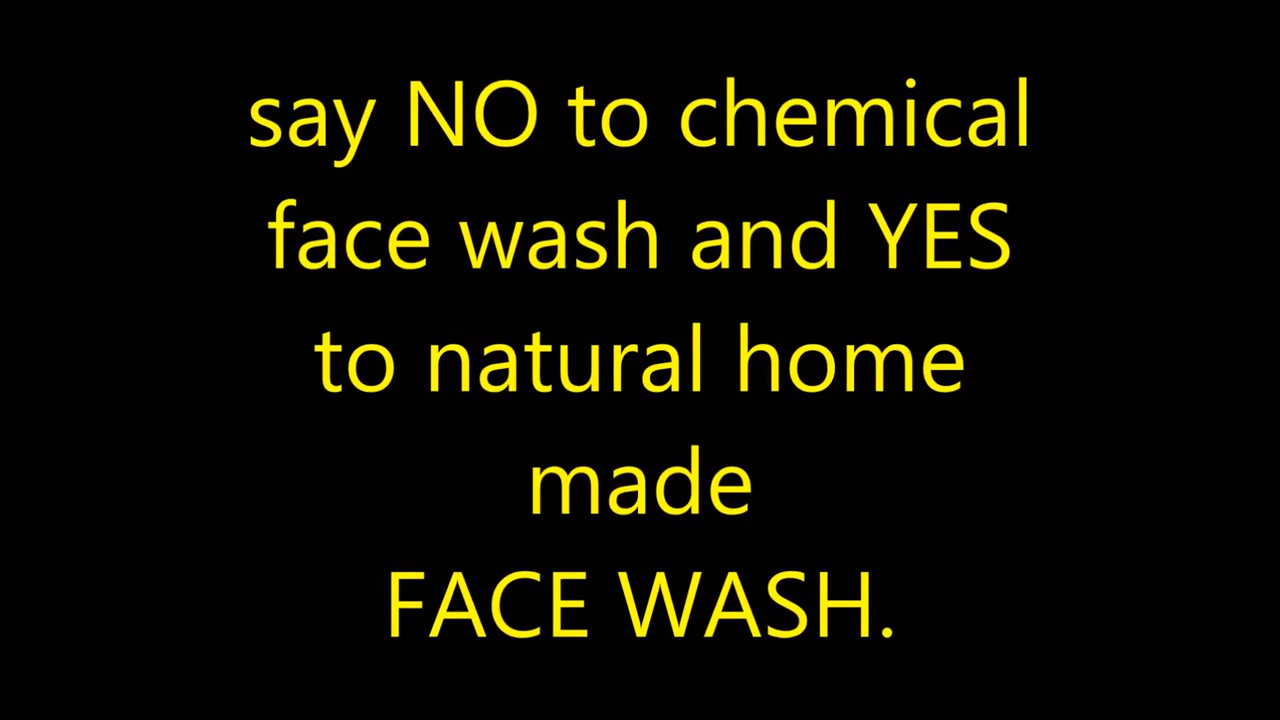 say NO to chemical
face wash and YES
to natural home
made
FACE WASH.